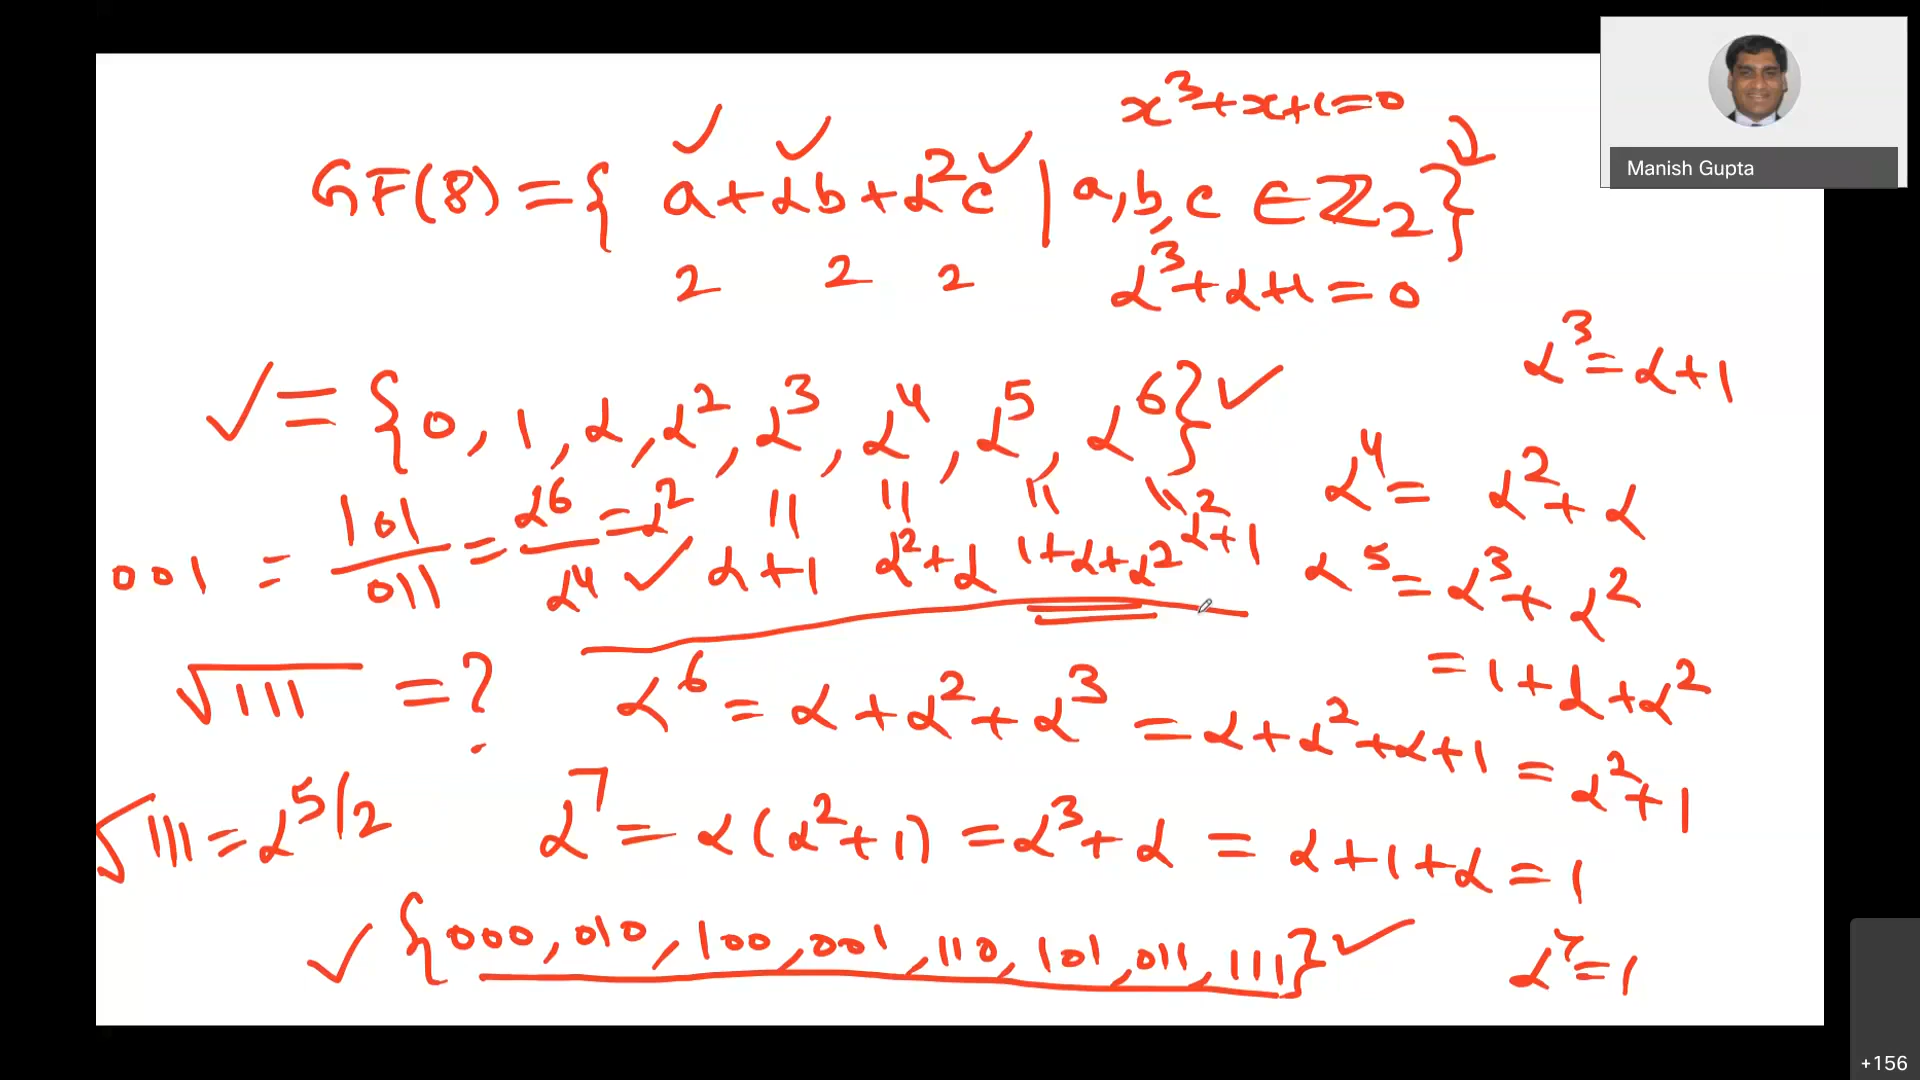 x³+x+1=0
Manish Gupta
GF(8) = { a+αb+α²c | a,b,c ∈ ℤ₂ }
2 2 2
α³+α+1=0
α³=α+1
✓ = {0, 1, α, α², α³, α⁴, α⁵, α⁶} ✓
α⁴= α²+α
001 = 101/011 = α⁶/α⁴ = α² ✓
|| || || ||
α+1 α²+α 1+α+α² α²+1
α⁵=α³+α²
=1+α+α²
√111 = ?
α⁶=α+α²+α³ = α+α²+α+1 = α²+1
√111=α⁵/²
α⁷=α(α²+1)=α³+α = α+1+α=1
✓ {000, 010, 100, 001, 110, 101, 011, 111} ✓
α⁷=1
+156